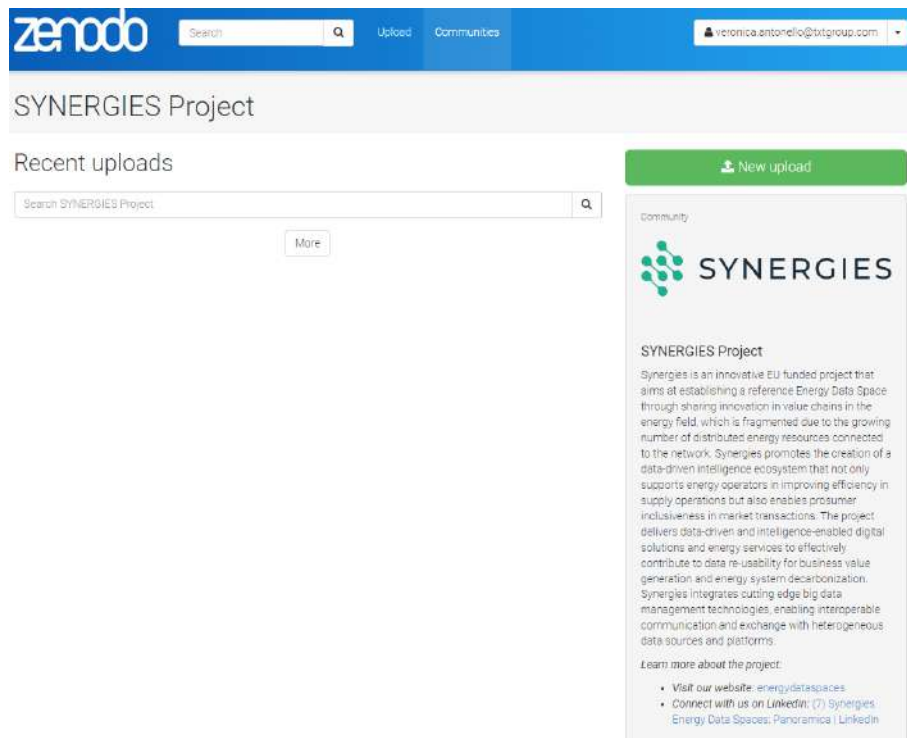 zenodo
Search
Upload
Communities
veronica.antonello@txtgroup.com
SYNERGIES Project
Recent uploads
Search SYNERGIES Project
More
New upload
Community
SYNERGIES
SYNERGIES Project
Synergies is an innovative EU funded project that
aims at establishing a reference Energy Data Space
through sharing innovation in value chains in the
energy field, which is fragmented due to the growing
number of distributed energy resources connected
to the network. Synergies promotes the creation of a
data-driven intelligence ecosystem that not only
supports energy operators in improving efficiency in
supply operations but also enables prosumer
inclusiveness in market transactions. The project
delivers data-driven and intelligence-enabled digital
solutions and energy services to effectively
contribute to data re-usability for business value
generation and energy system decarbonization.
Synergies integrates cutting edge big data
management technologies, enabling interoperable
communication and exchange with heterogeneous
data sources and platforms.
Learn more about the project:
• Visit our website: energydataspaces
• Connect with us on Linkedin: (7) Synergies
Energy Data Spaces: Panoramica | LinkedIn